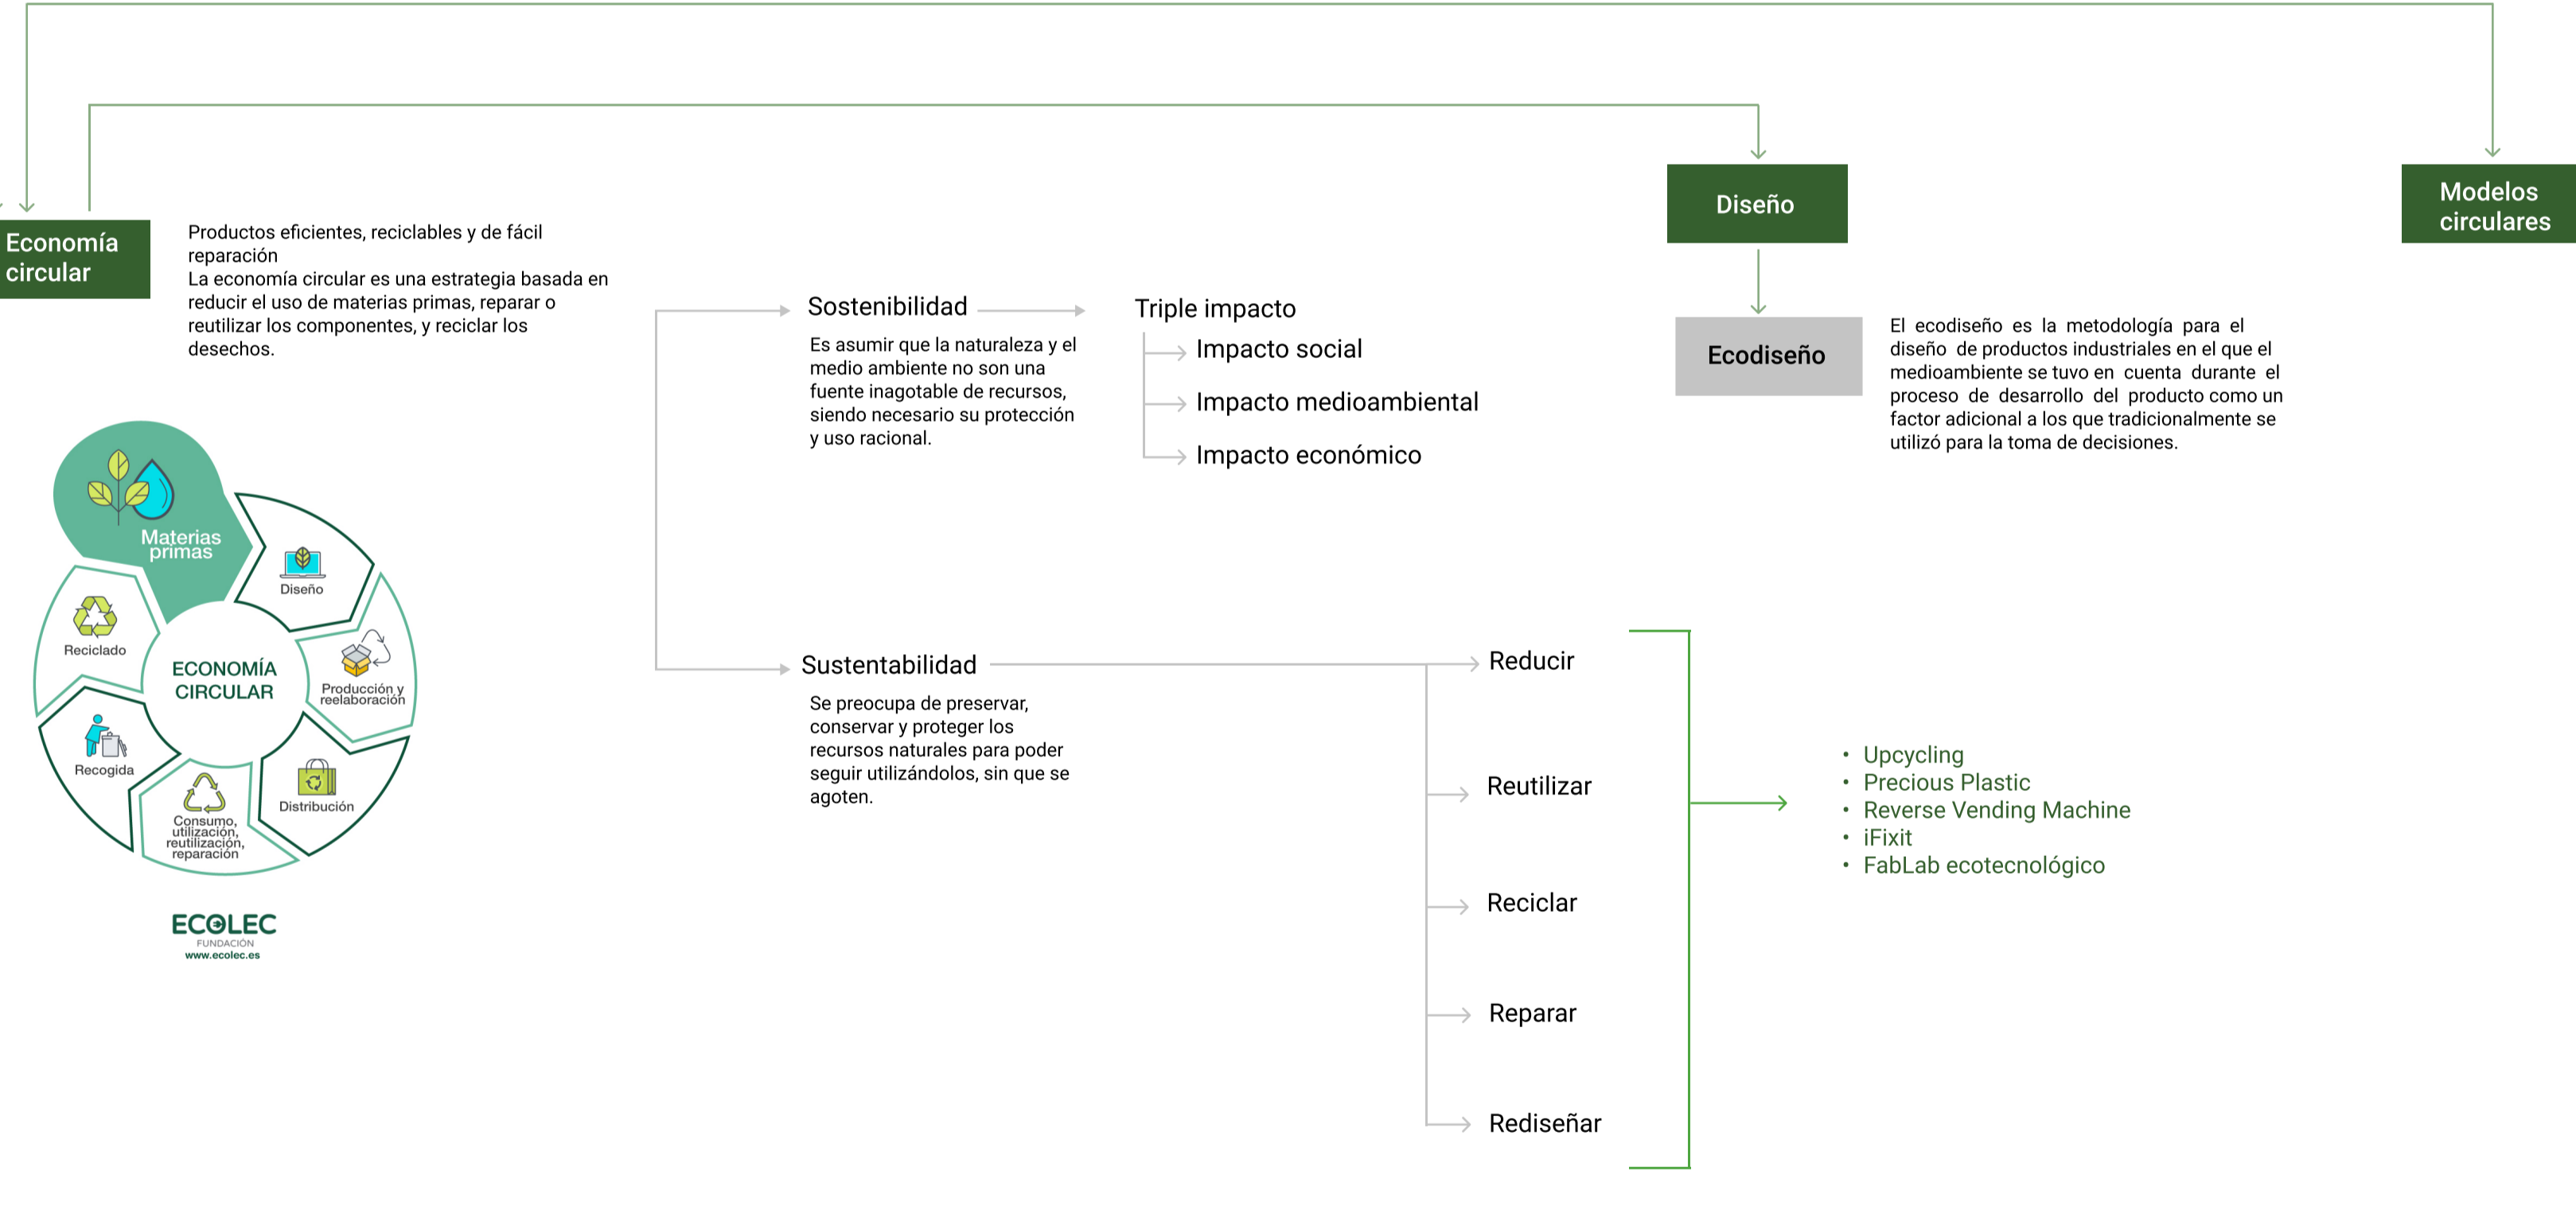 Economía
circular
Productos eficientes, reciclables y de fácil
reparación
La economía circular es una estrategia basada en
reducir el uso de materias primas, reparar o
reutilizar los componentes, y reciclar los
desechos.
Materias
primas
Diseño
Producción y
reelaboración
Distribución
Consumo,
utilización,
reutilización,
reparación
Recogida
Reciclado
ECONOMÍA
CIRCULAR
ECOLEC
FUNDACIÓN
www.ecolec.es
Sostenibilidad
Es asumir que la naturaleza y el
medio ambiente no son una
fuente inagotable de recursos,
siendo necesario su protección
y uso racional.
Triple impacto
Impacto social
Impacto medioambiental
Impacto económico
Sustentabilidad
Se preocupa de preservar,
conservar y proteger los
recursos naturales para poder
seguir utilizándolos, sin que se
agoten.
Reducir
Reutilizar
Reciclar
Reparar
Rediseñar
• Upcycling
• Precious Plastic
• Reverse Vending Machine
• iFixit
• FabLab ecotecnológico
Diseño
Ecodiseño
El ecodiseño es la metodología para el
diseño de productos industriales en el que el
medioambiente se tuvo en cuenta durante el
proceso de desarrollo del producto como un
factor adicional a los que tradicionalmente se
utilizó para la toma de decisiones.
Modelos
circulares